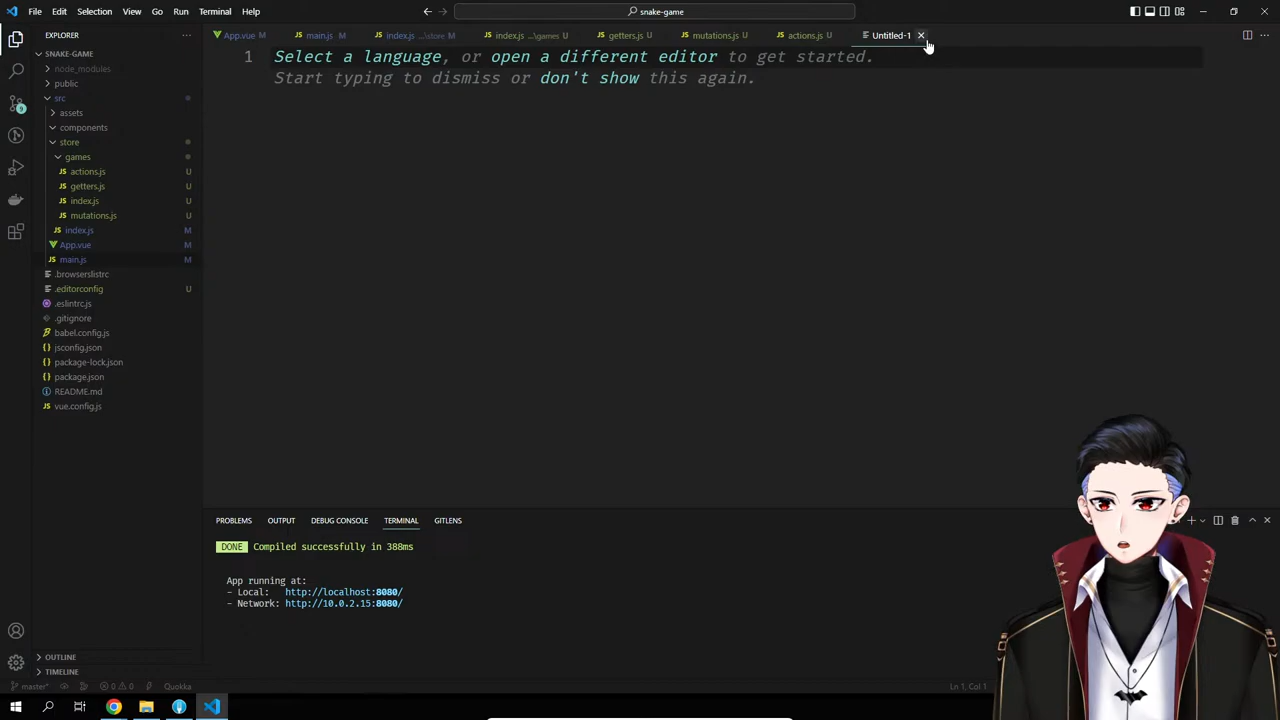 File Edit Selection View Go Run Terminal Help
snake-game
EXPLORER
App.vue M
main.js M
index.js ...\store M
index.js ...\games U
getters.js U
mutations.js U
actions.js U
Untitled-1
SNAKE-GAME
node_modules
public
src
assets
components
store
games
actions.js U
getters.js U
index.js U
mutations.js U
index.js M
App.vue M
main.js M
.browserslistrc
.editorconfig U
.eslintrc.js
.gitignore
babel.config.js
jsconfig.json
package-lock.json
package.json
README.md
vue.config.js
OUTLINE
TIMELINE
1 Select a language, or open a different editor to get started.
Start typing to dismiss or don't show this again.
PROBLEMS OUTPUT DEBUG CONSOLE TERMINAL GITLENS
DONE Compiled successfully in 388ms
App running at:
- Local: http://localhost:8080/
- Network: http://10.0.2.15:8080/
master* 0 0 Quokka Ln 1, Col 1